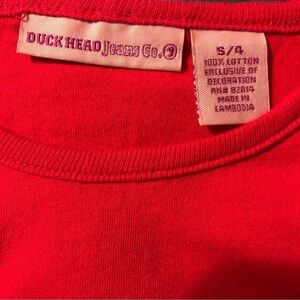 DUCK HEAD Jeans Co.
S/4
100% COTTON
EXCLUSIVE OF
DECORATION
RN# 82814
MADE IN
CAMBODIA